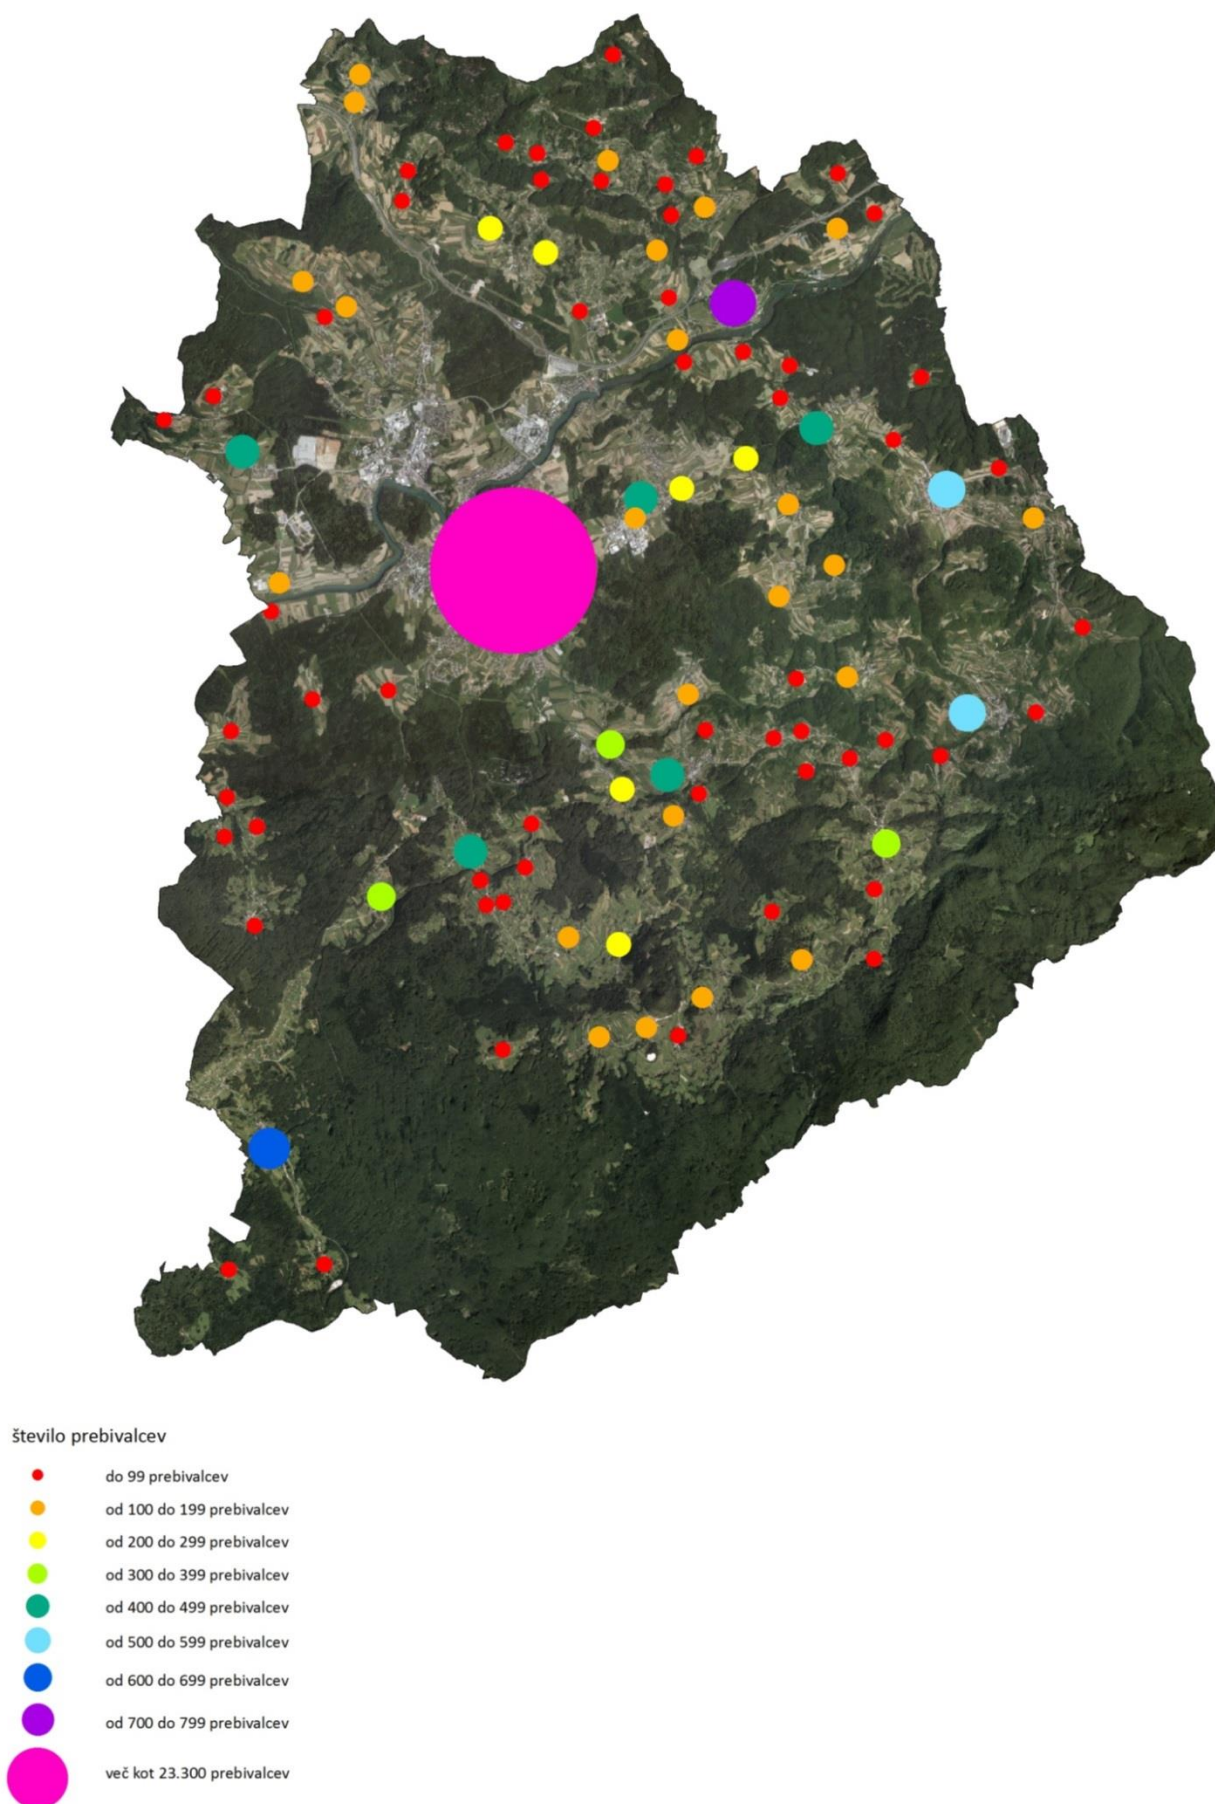 število prebivalcev
do 99 prebivalcev
od 100 do 199 prebivalcev
od 200 do 299 prebivalcev
od 300 do 399 prebivalcev
od 400 do 499 prebivalcev
od 500 do 599 prebivalcev
od 600 do 699 prebivalcev
od 700 do 799 prebivalcev
več kot 23.300 prebivalcev